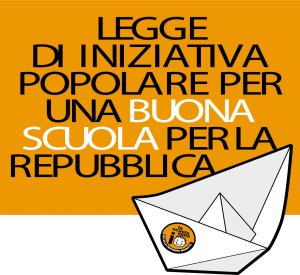 LEGGE
DI INIZIATIVA
POPOLARE PER
UNA BUONA
SCUOLA PER LA
REPUBBLICA